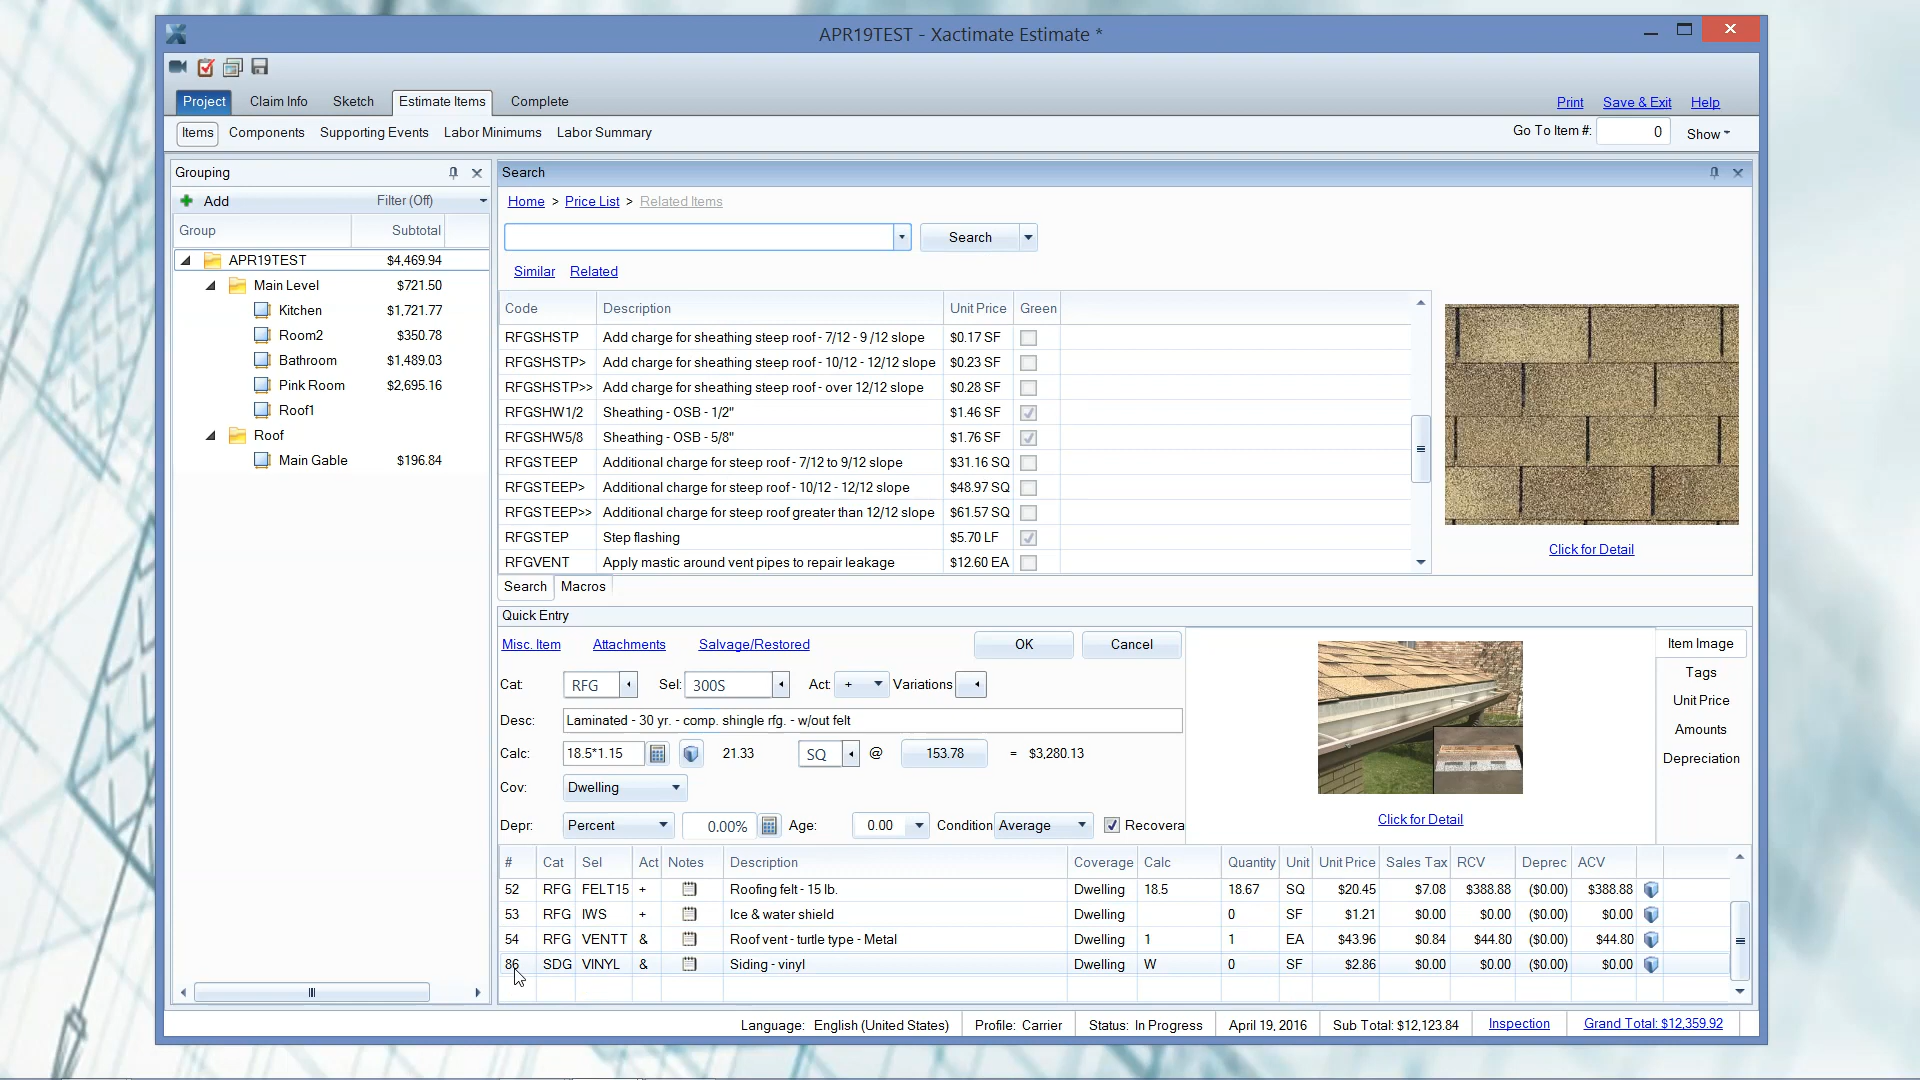 APR19TEST - Xactimate Estimate *
Project Claim Info Sketch Estimate Items Complete Print Save & Exit Help
Items Components Supporting Events Labor Minimums Labor Summary Go To Item #: 0 Show
Grouping
Add Filter (Off)
Group Subtotal
APR19TEST $4,469.94
Main Level $721.50
Kitchen $1,721.77
Room2 $350.78
Bathroom $1,489.03
Pink Room $2,695.16
Roof1
Roof
Main Gable $196.84
Search
Home > Price List > Related Items
Search
Similar Related
Code Description Unit Price Green
RFGSHSTP Add charge for sheathing steep roof - 7/12 - 9 /12 slope $0.17 SF
RFGSHSTP> Add charge for sheathing steep roof - 10/12 - 12/12 slope $0.23 SF
RFGSHSTP>> Add charge for sheathing steep roof - over 12/12 slope $0.28 SF
RFGSHW1/2 Sheathing - OSB - 1/2" $1.46 SF
RFGSHW5/8 Sheathing - OSB - 5/8" $1.76 SF
RFGSTEEP Additional charge for steep roof - 7/12 to 9/12 slope $31.16 SQ
RFGSTEEP> Additional charge for steep roof - 10/12 - 12/12 slope $48.97 SQ
RFGSTEEP>> Additional charge for steep roof greater than 12/12 slope $61.57 SQ
RFGSTEP Step flashing $5.70 LF
RFGVENT Apply mastic around vent pipes to repair leakage $12.60 EA
Click for Detail
Search Macros
Quick Entry
Misc. Item Attachments Salvage/Restored OK Cancel
Cat: RFG Sel: 300S Act: + Variations
Desc: Laminated - 30 yr. - comp. shingle rfg. - w/out felt
Calc: 18.5*1.15 21.33 SQ @ 153.78 = $3,280.13
Cov: Dwelling
Depr: Percent 0.00% Age: 0.00 Condition Average Recovera
Click for Detail
Item Image
Tags
Unit Price
Amounts
Depreciation
# Cat Sel Act Notes Description Coverage Calc Quantity Unit Unit Price Sales Tax RCV Deprec ACV
52 RFG FELT15 + Roofing felt - 15 lb. Dwelling 18.5 18.67 SQ $20.45 $7.08 $388.88 ($0.00) $388.88
53 RFG IWS + Ice & water shield Dwelling 0 SF $1.21 $0.00 $0.00 ($0.00) $0.00
54 RFG VENTT & Roof vent - turtle type - Metal Dwelling 1 1 EA $43.96 $0.84 $44.80 ($0.00) $44.80
86 SDG VINYL & Siding - vinyl Dwelling W 0 SF $2.86 $0.00 $0.00 ($0.00) $0.00
Language: English (United States) Profile: Carrier Status: In Progress April 19, 2016 Sub Total: $12,123.84 Inspection Grand Total: $12,359.92